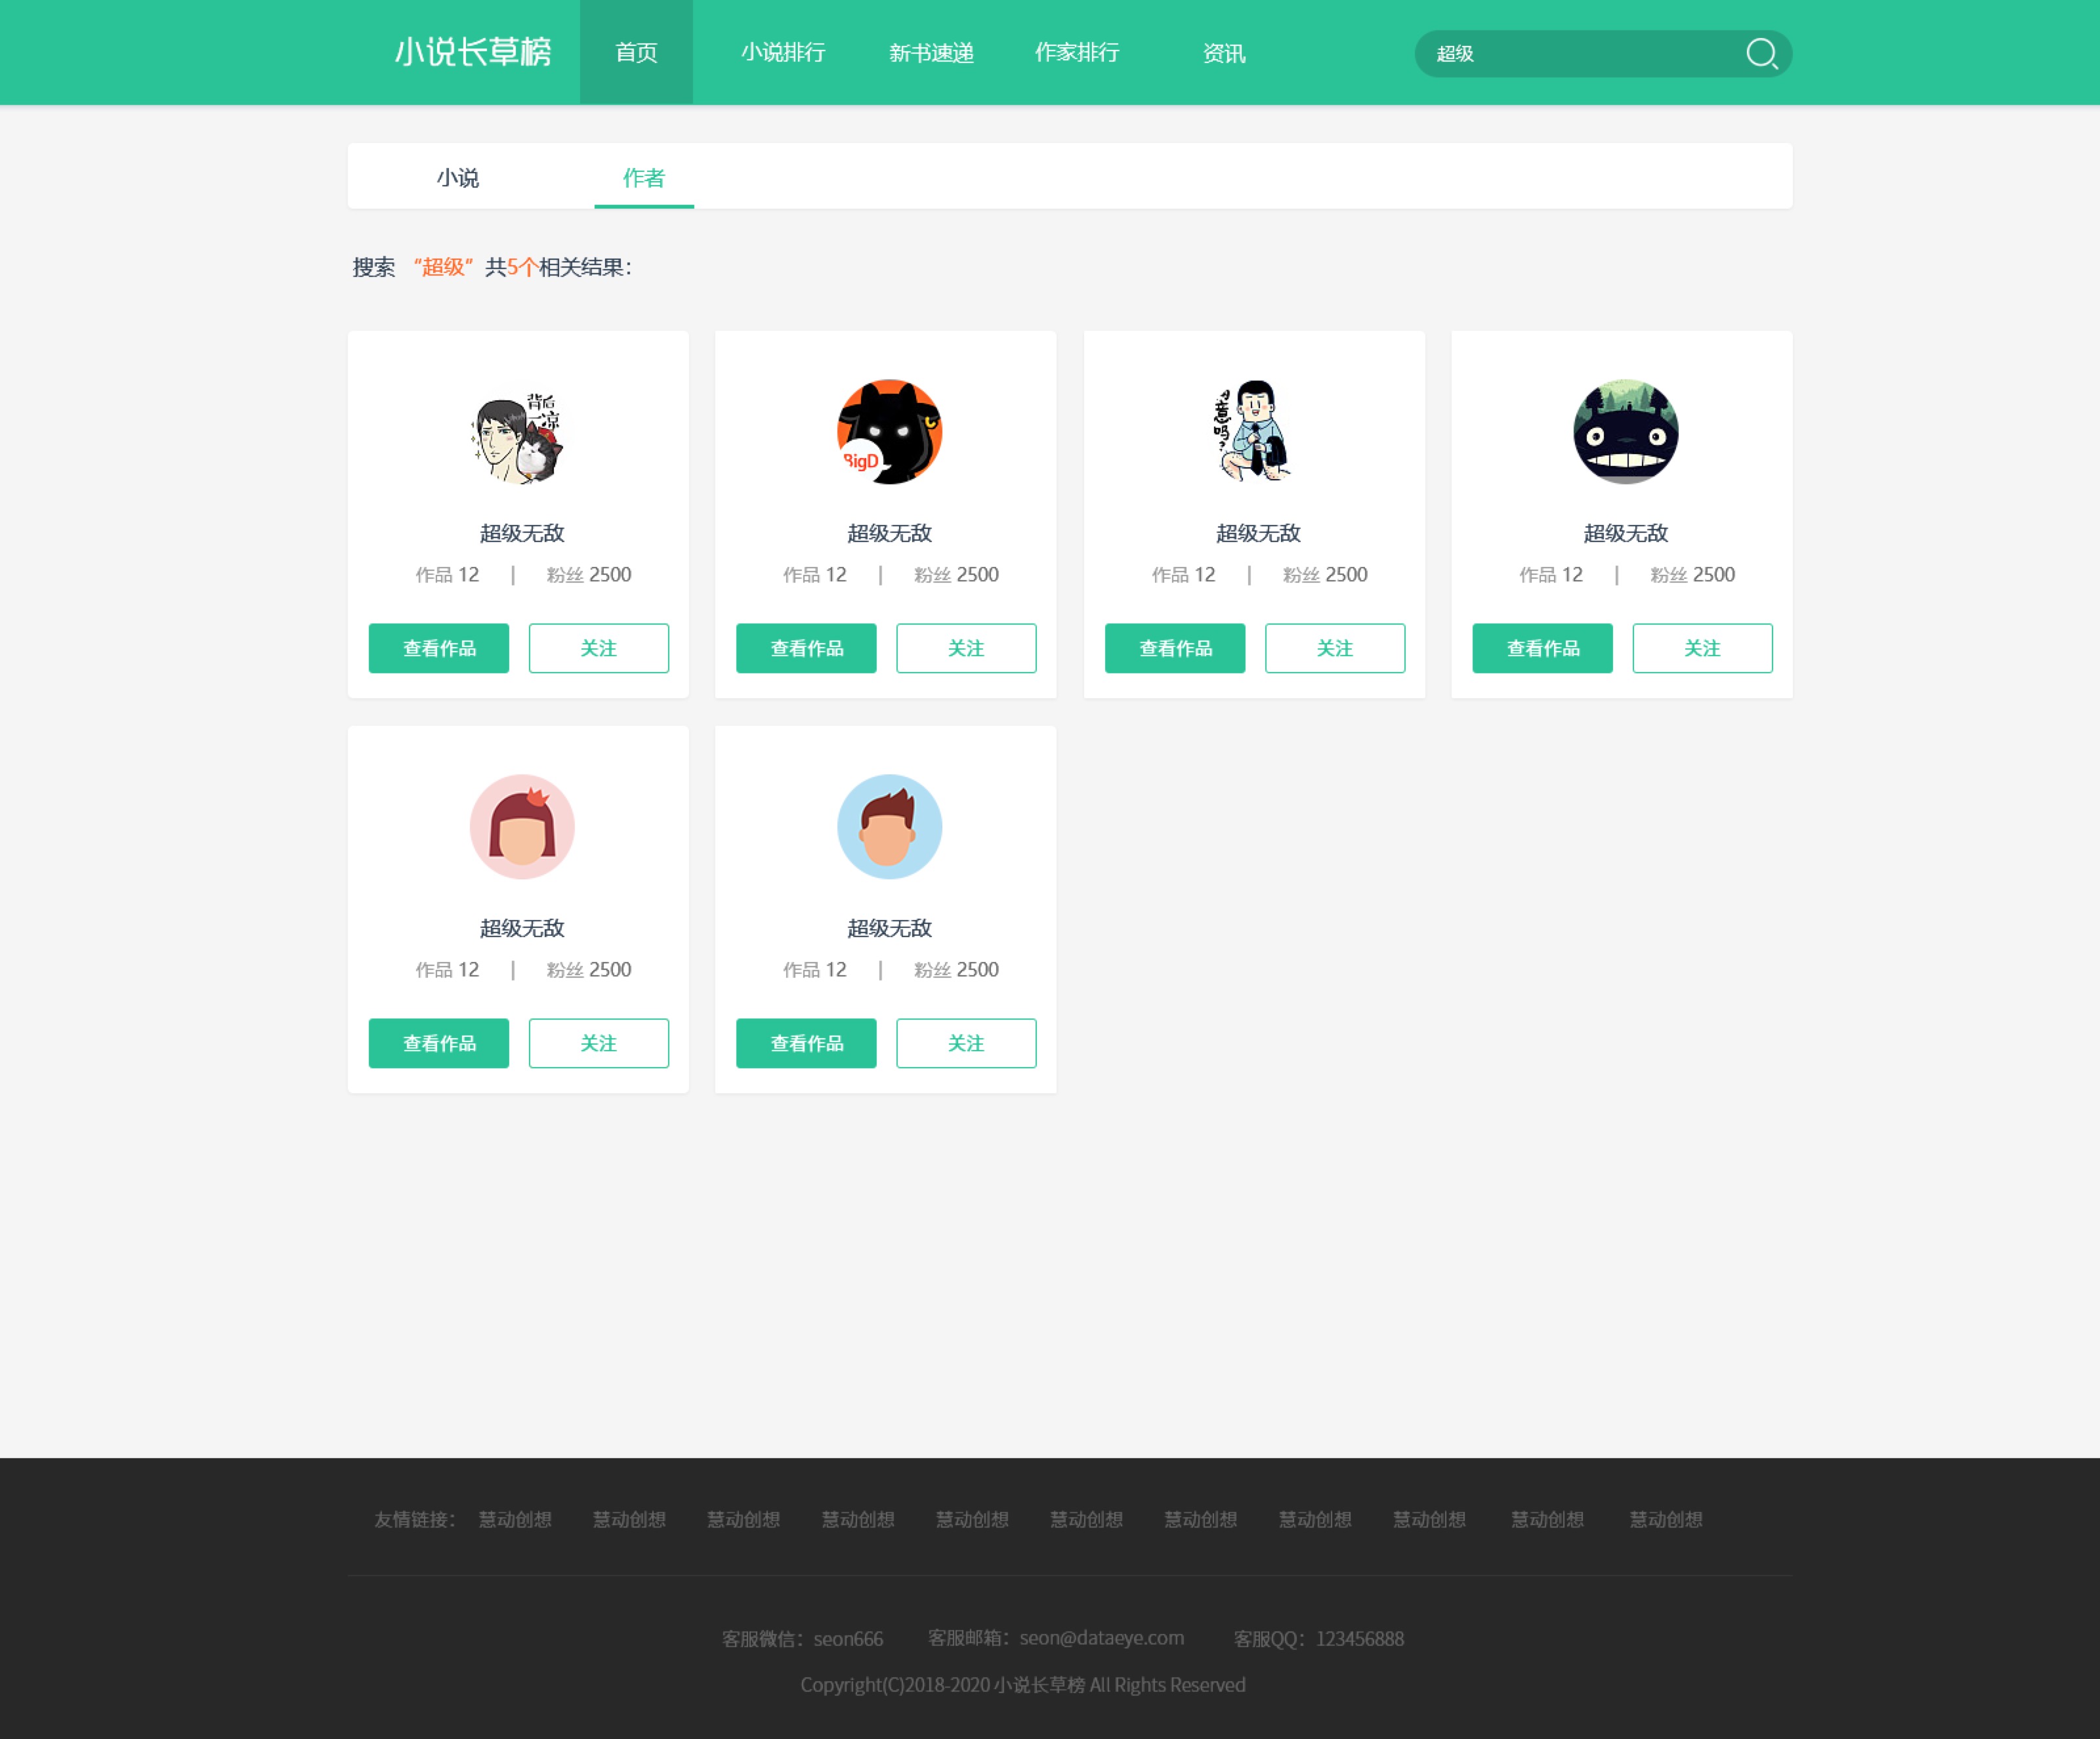 小说长草榜 首页 小说排行 新书速递 作家排行 资讯 超级
小说 作者
搜索 “超级” 共5个相关结果：
背后
一凉
BigD
意吗?
超级无敌 超级无敌 超级无敌 超级无敌
作品 12 | 粉丝 2500 作品 12 | 粉丝 2500 作品 12 | 粉丝 2500 作品 12 | 粉丝 2500
查看作品 关注 查看作品 关注 查看作品 关注 查看作品 关注
超级无敌 超级无敌
作品 12 | 粉丝 2500 作品 12 | 粉丝 2500
查看作品 关注 查看作品 关注
友情链接： 慧动创想 慧动创想 慧动创想 慧动创想 慧动创想 慧动创想 慧动创想 慧动创想 慧动创想 慧动创想 慧动创想
客服微信：seon666 客服邮箱：seon@dataeye.com 客服QQ：123456888
Copyright(C)2018-2020 小说长草榜 All Rights Reserved